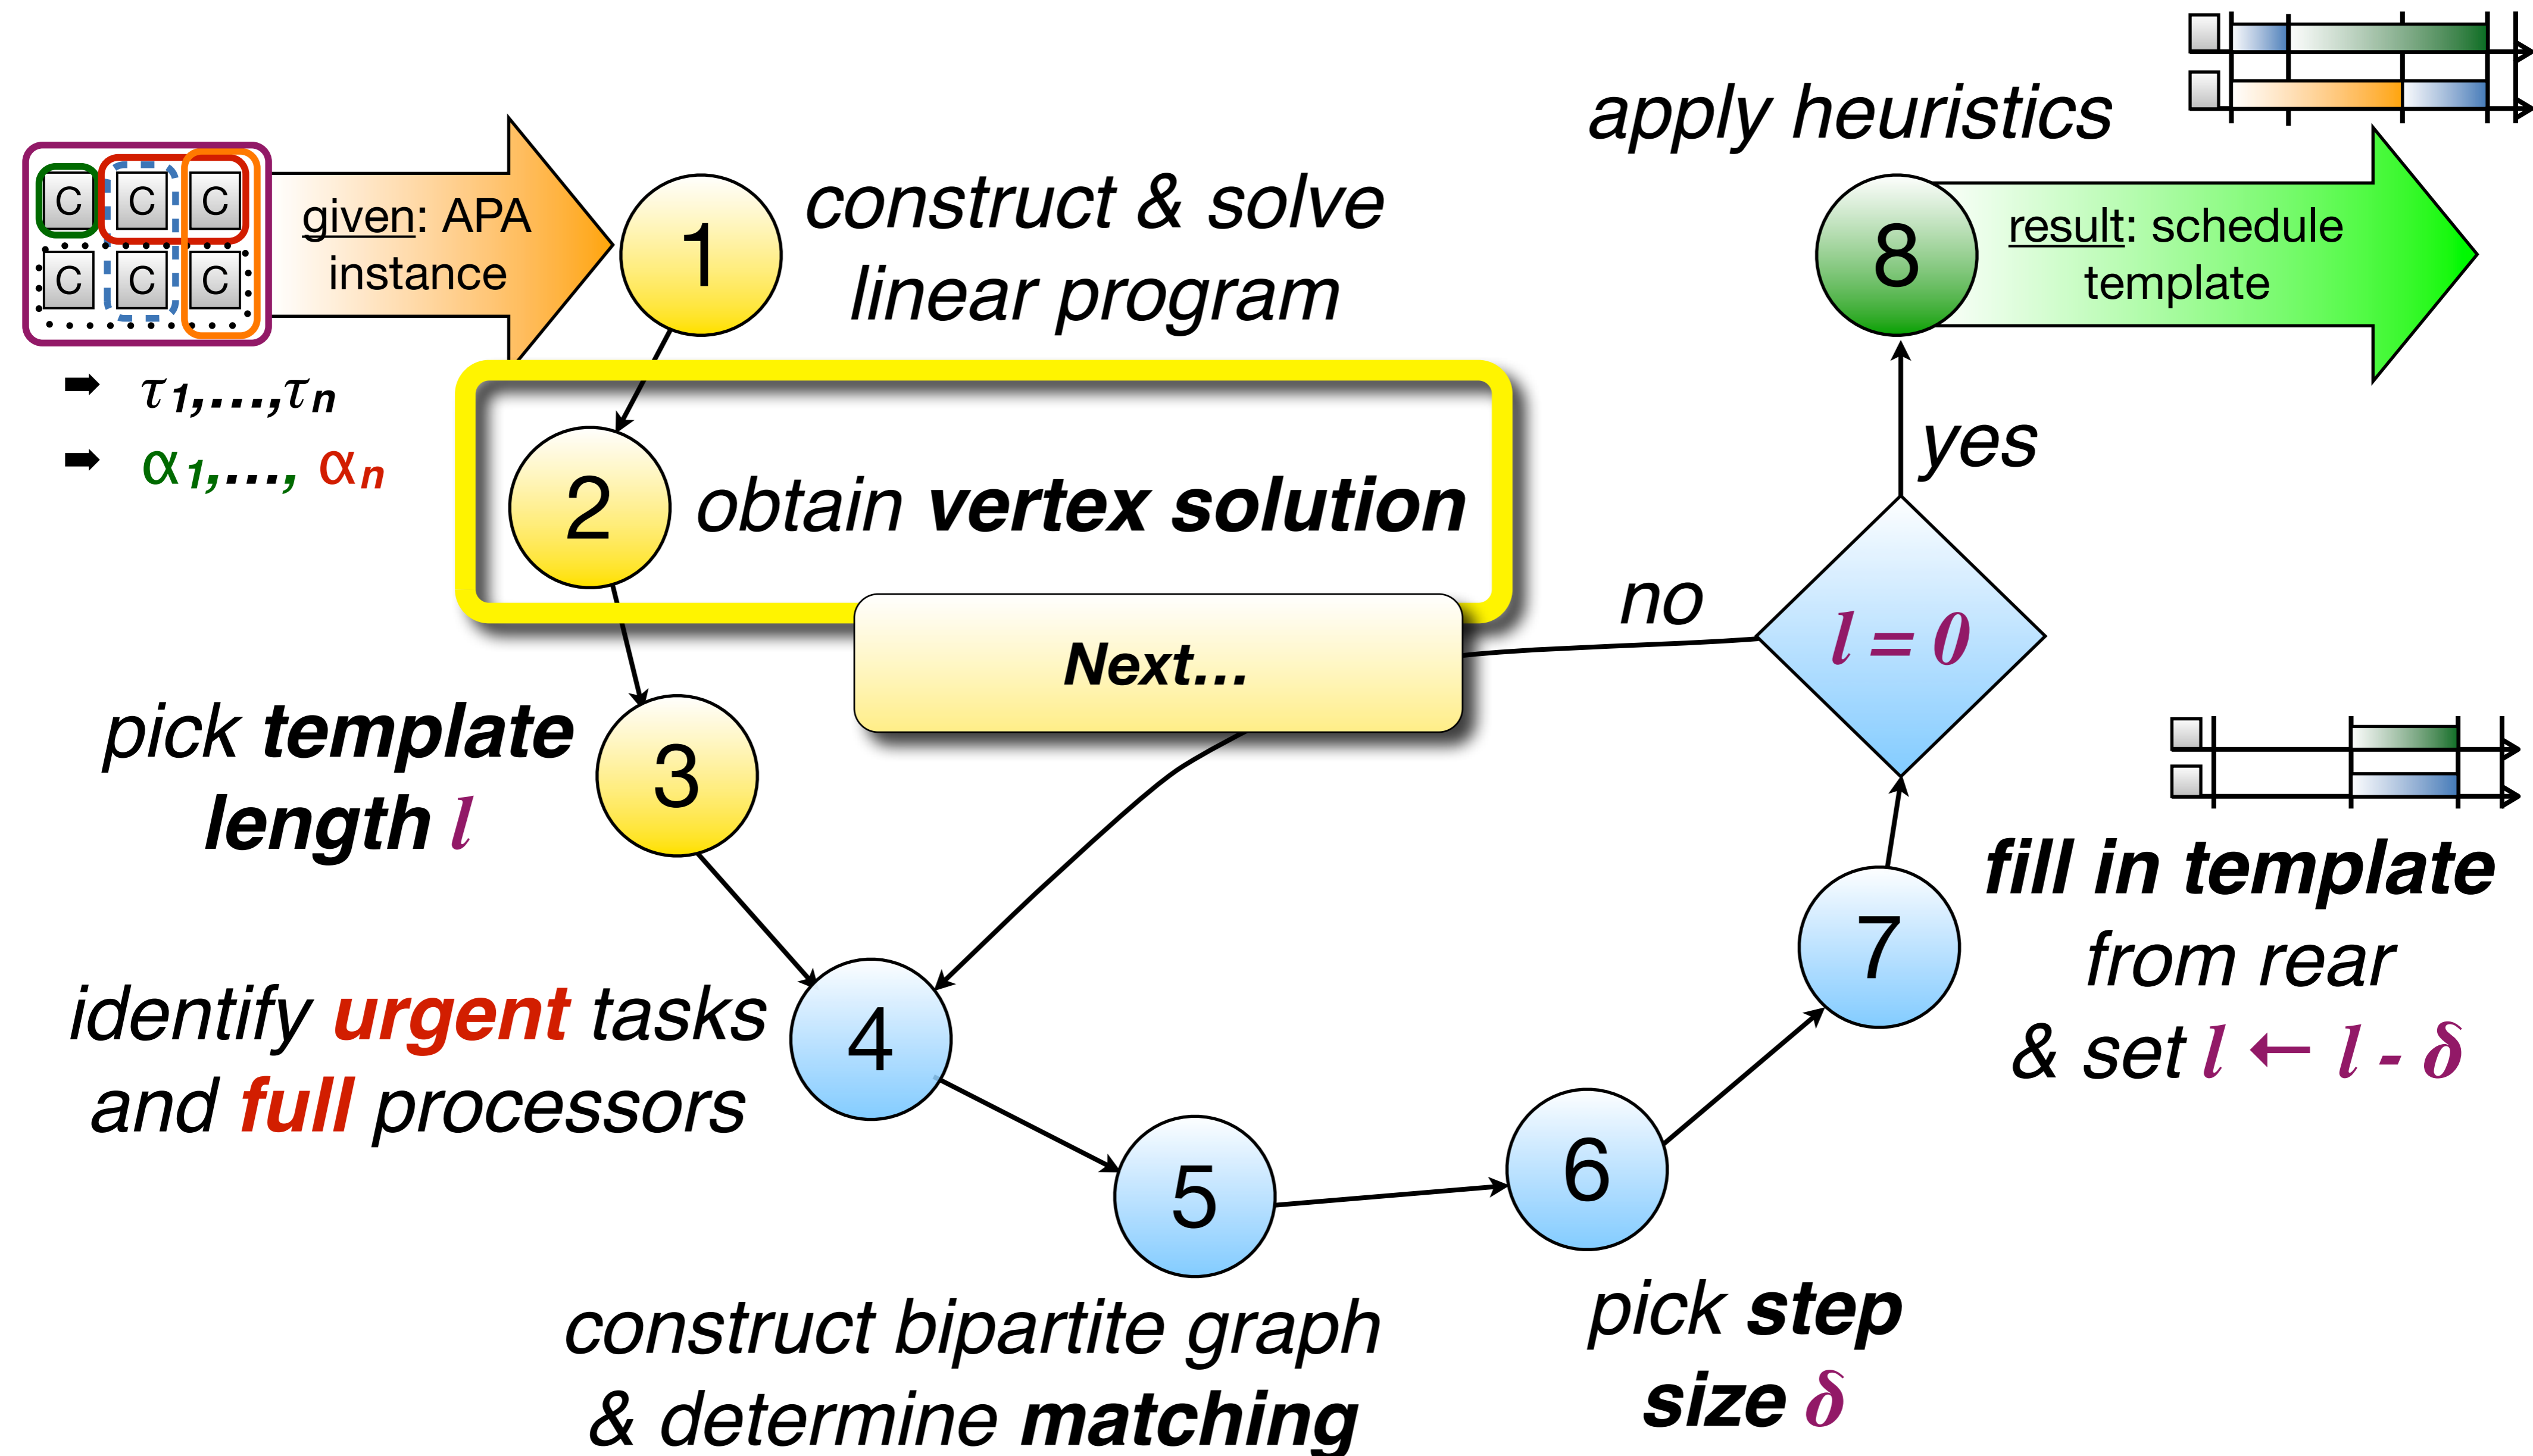 C C C
C C C
given: APA
instance
➡ τ1,...,τn
➡ α1,..., αn
1
construct & solve
linear program
2
obtain vertex solution
Next...
3
pick template
length l
4
identify urgent tasks
and full processors
5
construct bipartite graph
& determine matching
6
pick step
size δ
7
fill in template
from rear
& set l ← l - δ
l = 0
no
yes
8
apply heuristics
result: schedule
template